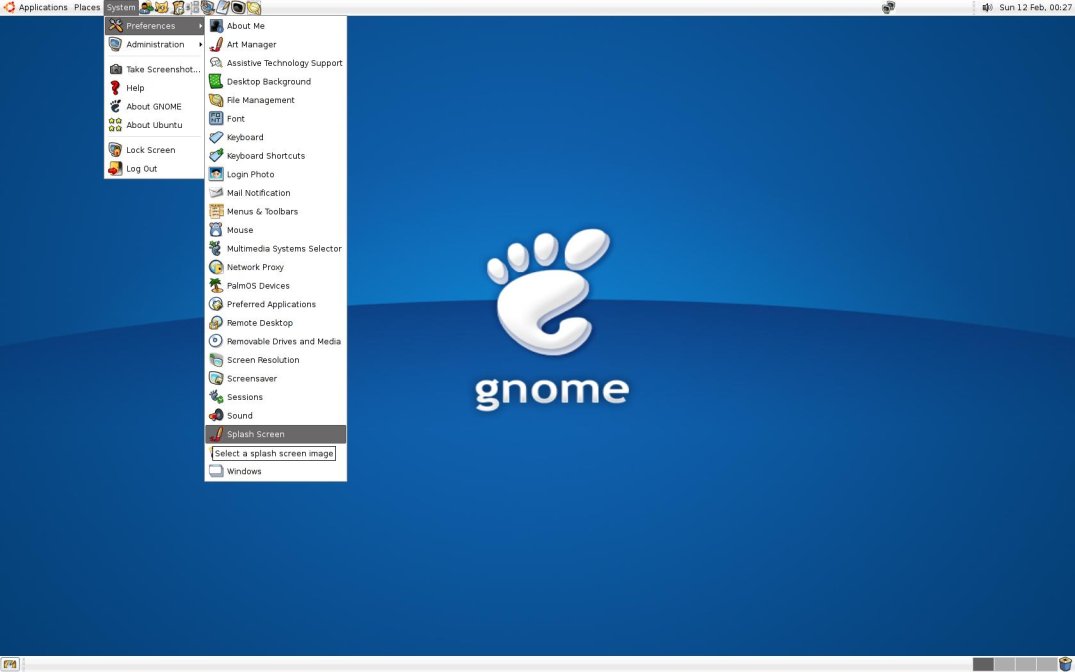 Applications Places System
Sun 12 Feb, 00:27
Preferences
Administration
Take Screenshot...
Help
About GNOME
About Ubuntu
Lock Screen
Log Out
About Me
Art Manager
Assistive Technology Support
Desktop Background
File Management
Font
Keyboard
Keyboard Shortcuts
Login Photo
Mail Notification
Menus & Toolbars
Mouse
Multimedia Systems Selector
Network Proxy
PalmOS Devices
Preferred Applications
Remote Desktop
Removable Drives and Media
Screen Resolution
Screensaver
Sessions
Sound
Splash Screen
Select a splash screen image
Windows
gnome